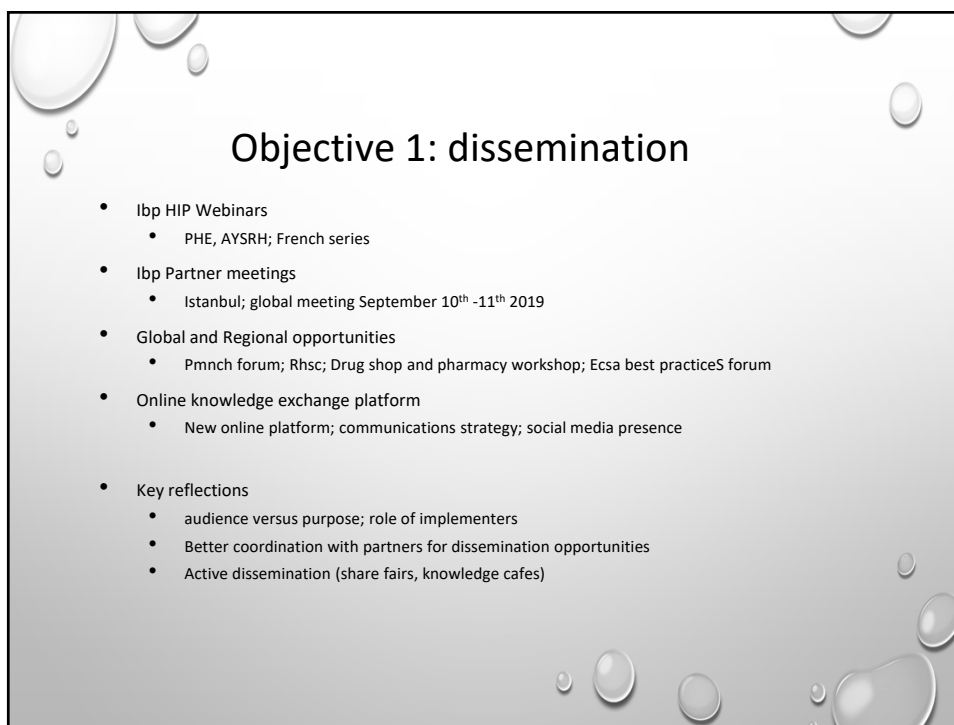 Objective 1: dissemination
• Ibp HIP Webinars
• PHE, AYSRH; French series
• Ibp Partner meetings
• Istanbul; global meeting September 10th -11th 2019
• Global and Regional opportunities
• Pmnch forum; Rhsc; Drug shop and pharmacy workshop; Ecsa best practiceS forum
• Online knowledge exchange platform
• New online platform; communications strategy; social media presence
• Key reflections
• audience versus purpose; role of implementers
• Better coordination with partners for dissemination opportunities
• Active dissemination (share fairs, knowledge cafes)